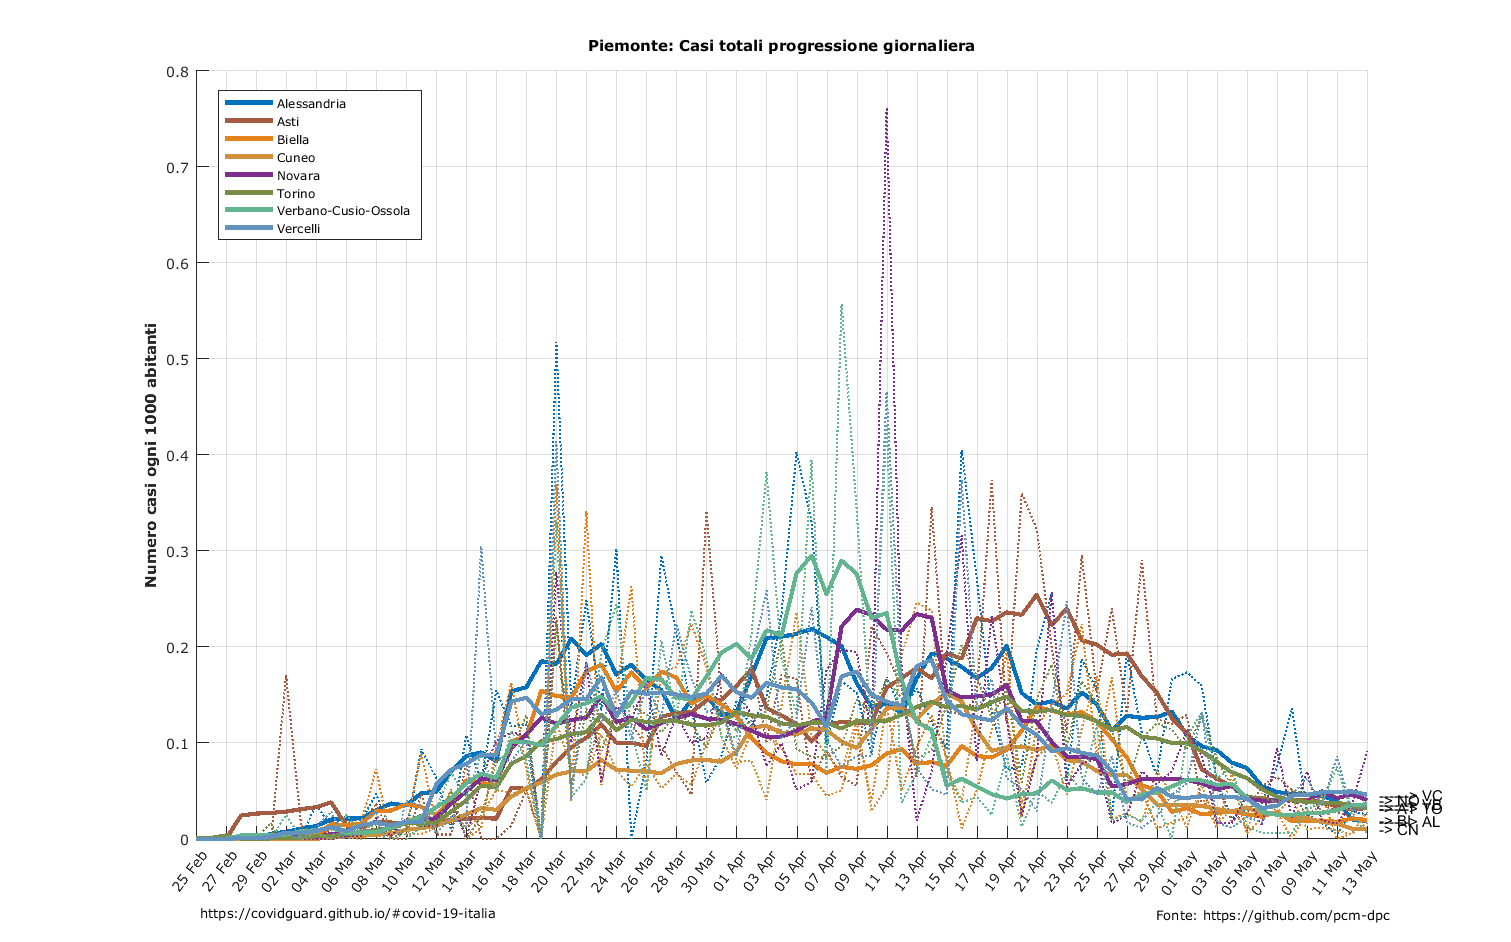 Piemonte: Casi totali progressione giornaliera
Numero casi ogni 1000 abitanti
0.8
0.7
0.6
0.5
0.4
0.3
0.2
0.1
0
Alessandria
Asti
Biella
Cuneo
Novara
Torino
Verbano-Cusio-Ossola
Vercelli
-> VC
-> NO
-> TO
-> AL
-> CN
25 Feb
27 Feb
29 Feb
02 Mar
04 Mar
06 Mar
08 Mar
10 Mar
12 Mar
14 Mar
16 Mar
18 Mar
20 Mar
22 Mar
24 Mar
26 Mar
28 Mar
30 Mar
01 Apr
03 Apr
05 Apr
07 Apr
09 Apr
11 Apr
13 Apr
15 Apr
17 Apr
19 Apr
21 Apr
23 Apr
25 Apr
27 Apr
29 Apr
01 May
03 May
05 May
07 May
09 May
11 May
13 May
https://covidguard.github.io/#covid-19-italia
Fonte: https://github.com/pcm-dpc